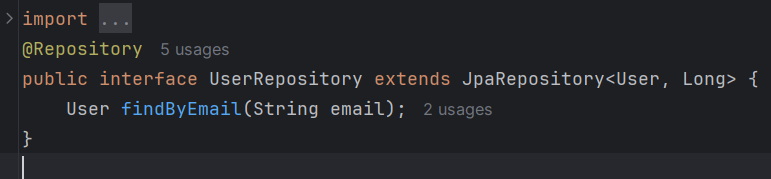 import ...
@Repository 5 usages
public interface UserRepository extends JpaRepository<User, Long> {
    User findByEmail(String email); 2 usages
}